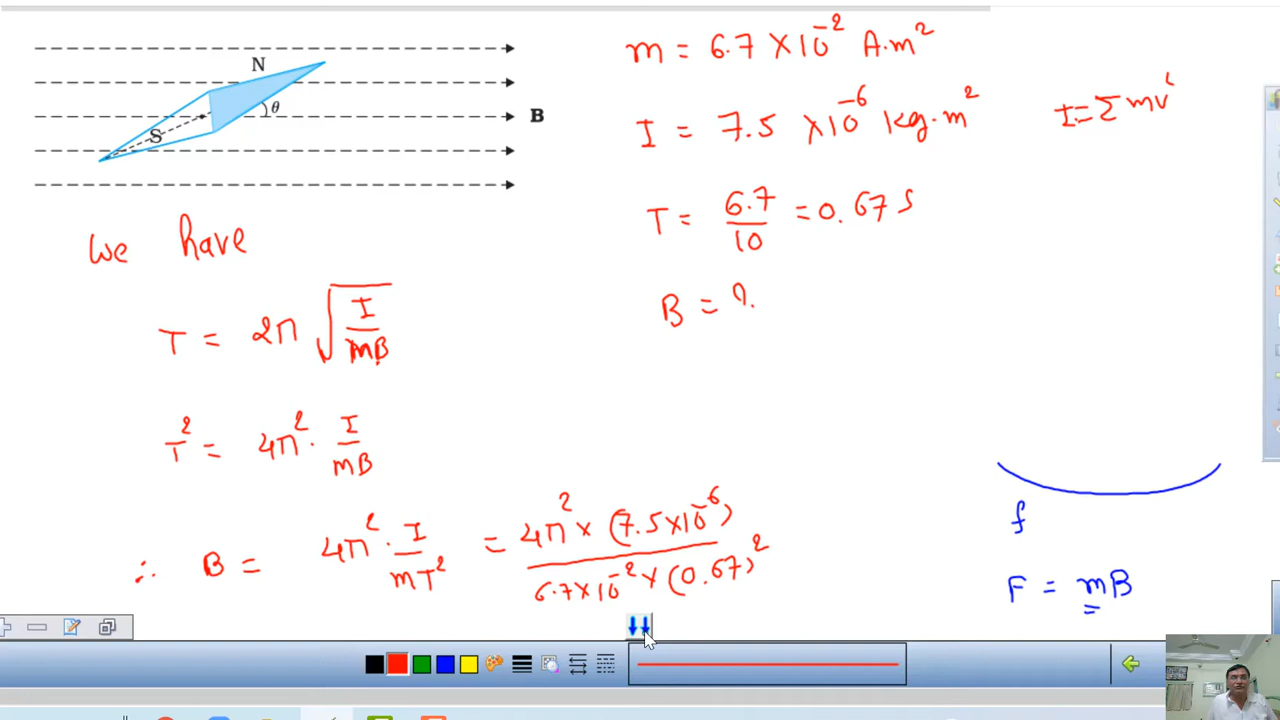 N
θ
S
B
m = 6.7 ×10⁻² A.m²
I = 7.5 ×10⁻⁶ kg.m²
I = Σ mv²
T = 6.7/10 = 0.67 s
B = ?
We have
T = 2π √(I/mB)
T² = 4π² · I/mB
∴ B = 4π² · I/mT² = 4π² × (7.5×10⁻⁶) / 6.7×10⁻² × (0.67)²
f
F = mB